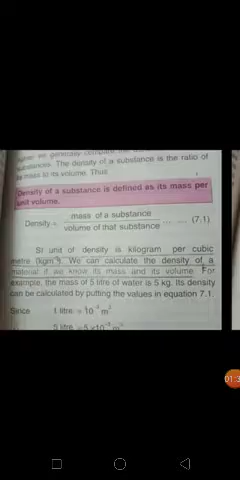 substances. The density of a substance is the ratio of
its mass to its volume. Thus
Density of a substance is defined as its mass per
unit volume.
Density = mass of a substance / volume of that substance ... ... (7.1)
SI unit of density is kilogram per cubic
metre (kgm⁻³). We can calculate the density of a
material if we know its mass and its volume. For
example, the mass of 5 litre of water is 5 kg. Its density
can be calculated by putting the values in equation 7.1.
Since 1 litre = 10⁻³ m³
5 litre = 5 ×10⁻³ m³